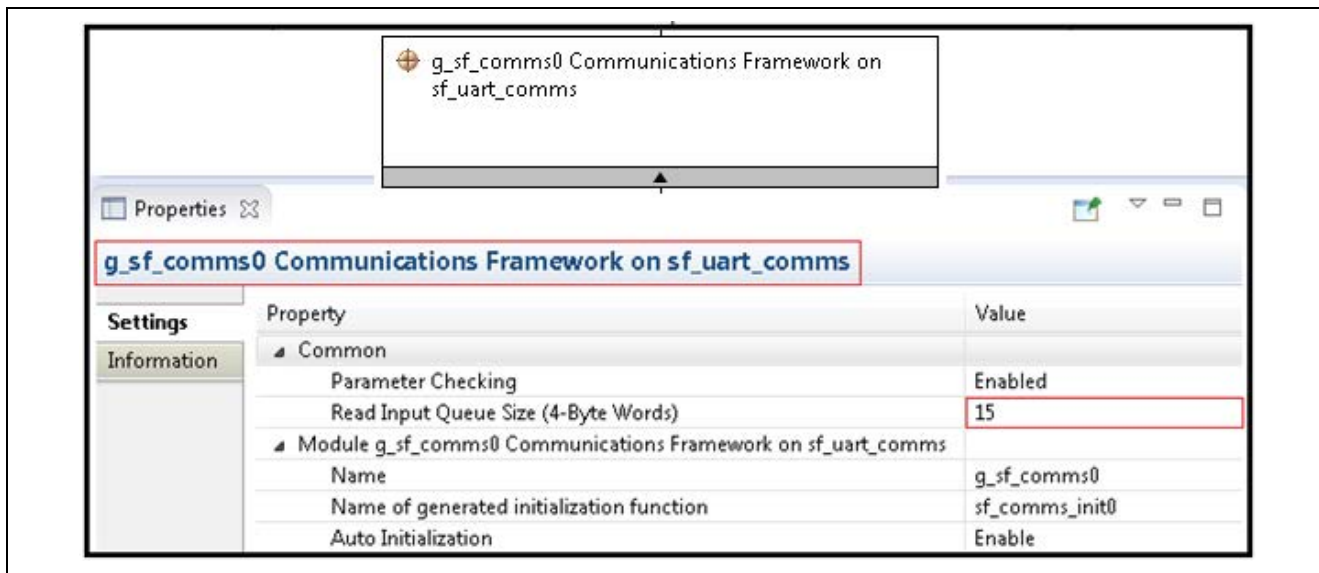 g_sf_comms0 Communications Framework on
sf_uart_comms
Properties
g_sf_comms0 Communications Framework on sf_uart_comms
Settings
Information
Property Value
Common
Parameter Checking Enabled
Read Input Queue Size (4-Byte Words) 15
Module g_sf_comms0 Communications Framework on sf_uart_comms
Name g_sf_comms0
Name of generated initialization function sf_comms_init0
Auto Initialization Enable